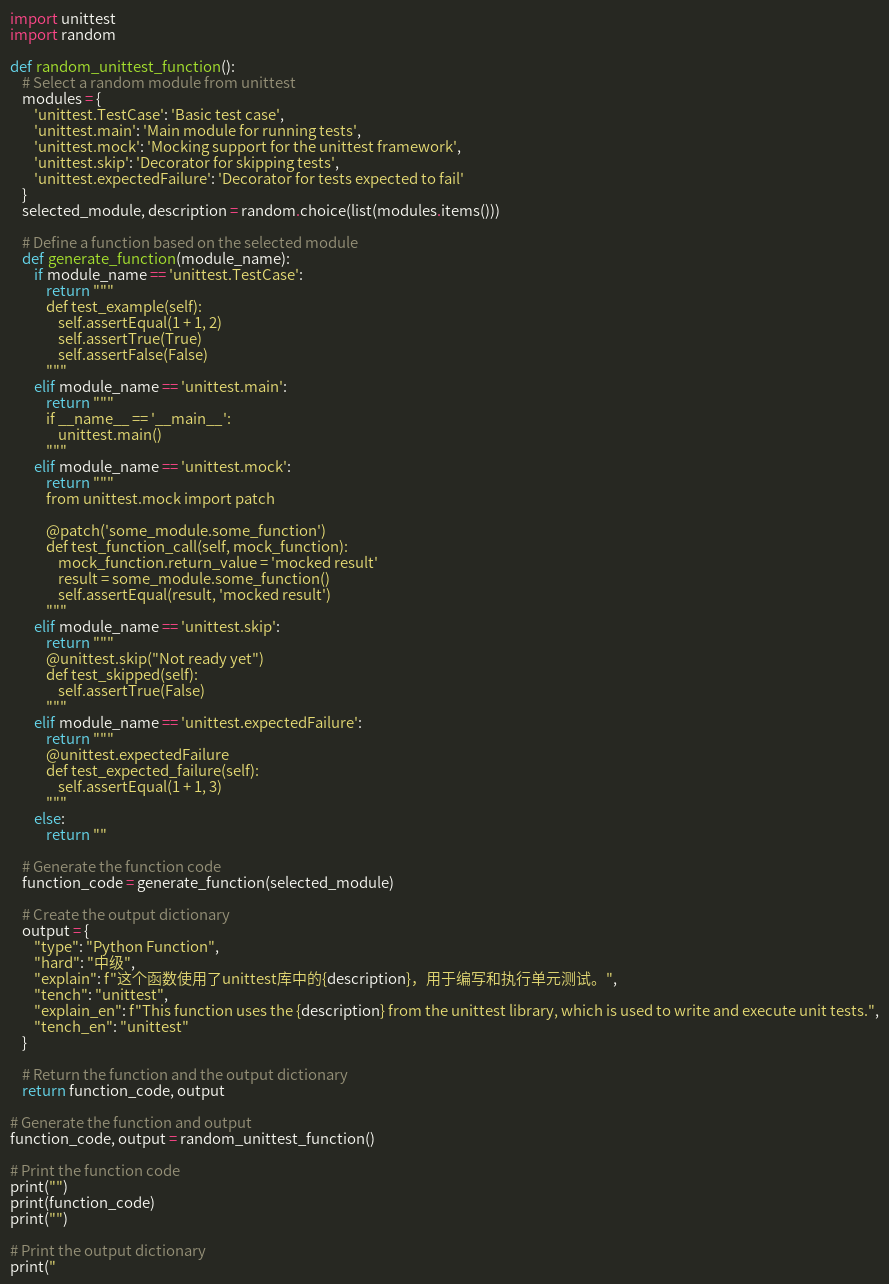 import unittest
import random

def random_unittest_function():
    # Select a random module from unittest
    modules = {
        'unittest.TestCase': 'Basic test case',
        'unittest.main': 'Main module for running tests',
        'unittest.mock': 'Mocking support for the unittest framework',
        'unittest.skip': 'Decorator for skipping tests',
        'unittest.expectedFailure': 'Decorator for tests expected to fail'
    }
    selected_module, description = random.choice(list(modules.items()))

    # Define a function based on the selected module
    def generate_function(module_name):
        if module_name == 'unittest.TestCase':
            return """
            def test_example(self):
                self.assertEqual(1 + 1, 2)
                self.assertTrue(True)
                self.assertFalse(False)
            """
        elif module_name == 'unittest.main':
            return """
            if __name__ == '__main__':
                unittest.main()
            """
        elif module_name == 'unittest.mock':
            return """
            from unittest.mock import patch

            @patch('some_module.some_function')
            def test_function_call(self, mock_function):
                mock_function.return_value = 'mocked result'
                result = some_module.some_function()
                self.assertEqual(result, 'mocked result')
            """
        elif module_name == 'unittest.skip':
            return """
            @unittest.skip("Not ready yet")
            def test_skipped(self):
                self.assertTrue(False)
            """
        elif module_name == 'unittest.expectedFailure':
            return """
            @unittest.expectedFailure
            def test_expected_failure(self):
                self.assertEqual(1 + 1, 3)
            """
        else:
            return ""

    # Generate the function code
    function_code = generate_function(selected_module)

    # Create the output dictionary
    output = {
        "type": "Python Function",
        "hard": "中级",
        "explain": f"这个函数使用了unittest库中的{description}，用于编写和执行单元测试。",
        "tench": "unittest",
        "explain_en": f"This function uses the {description} from the unittest library, which is used to write and execute unit tests.",
        "tench_en": "unittest"
    }

    # Return the function and the output dictionary
    return function_code, output

# Generate the function and output
function_code, output = random_unittest_function()

# Print the function code
print("")
print(function_code)
print("")

# Print the output dictionary
print("